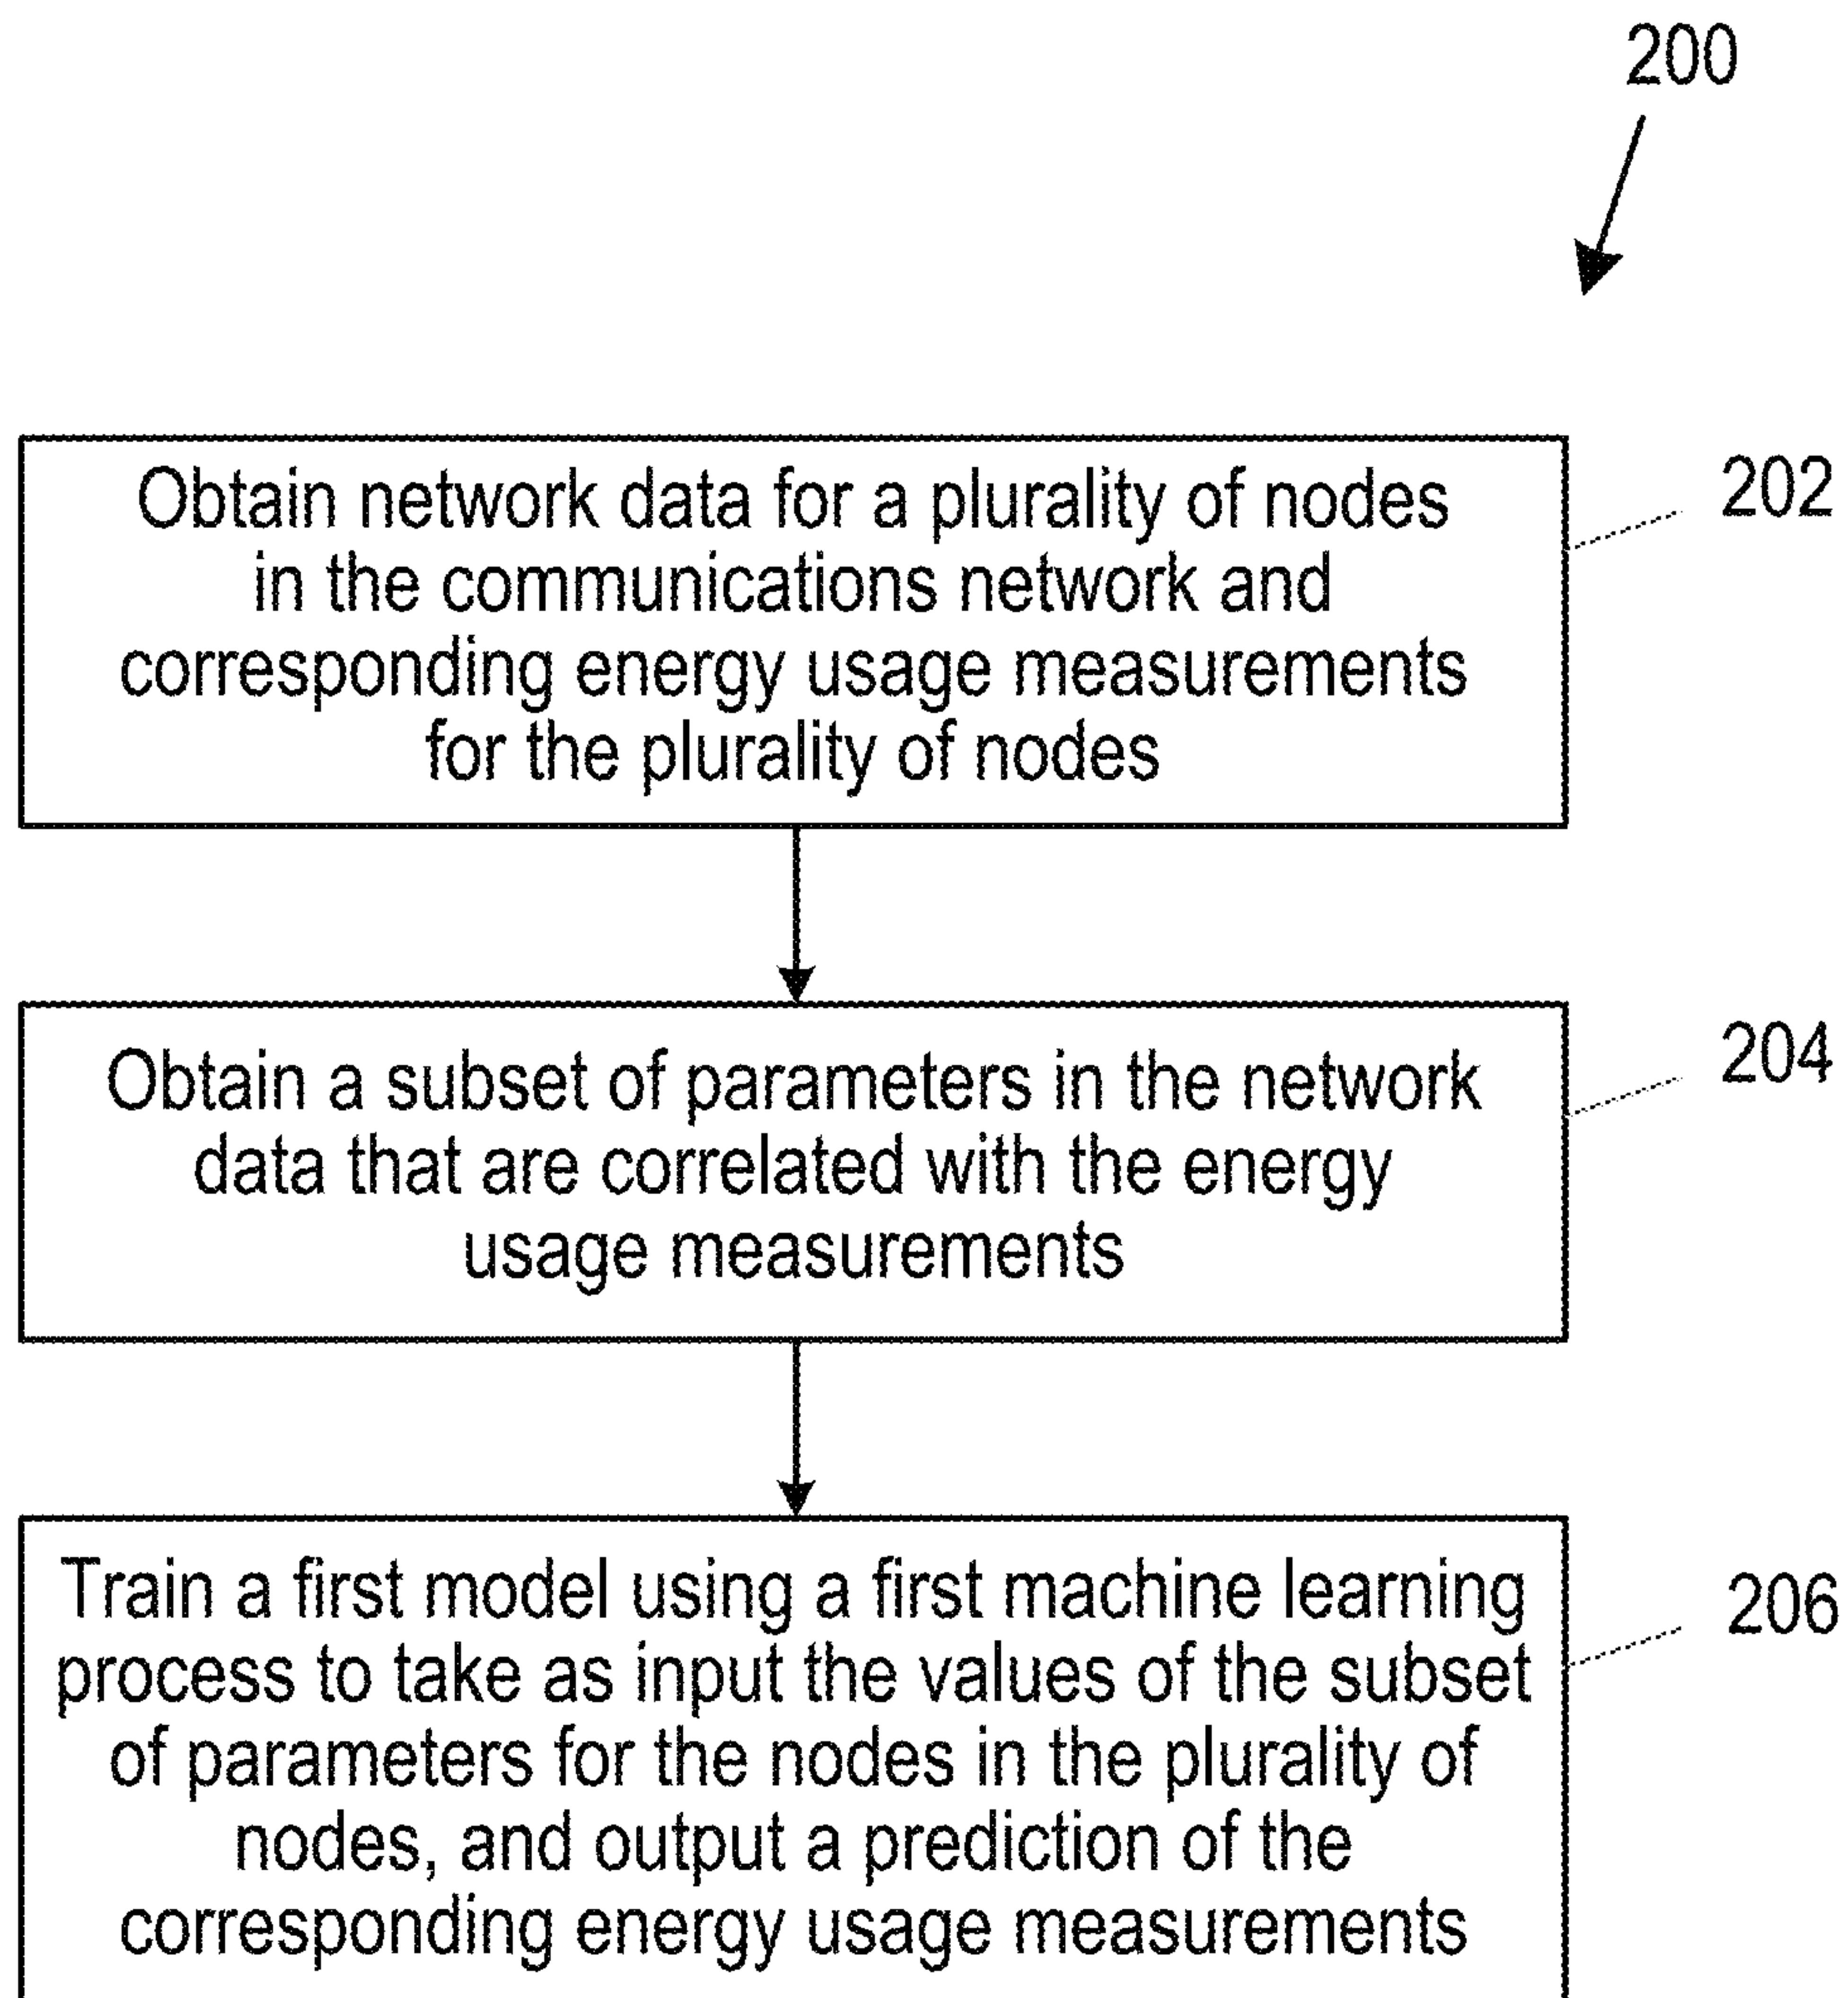 200
Obtain network data for a plurality of nodes
in the communications network and
corresponding energy usage measurements
for the plurality of nodes
202
Obtain a subset of parameters in the network
data that are correlated with the energy
usage measurements
204
Train a first model using a first machine learning
process to take as input the values of the subset
of parameters for the nodes in the plurality of
nodes, and output a prediction of the
corresponding energy usage measurements
206